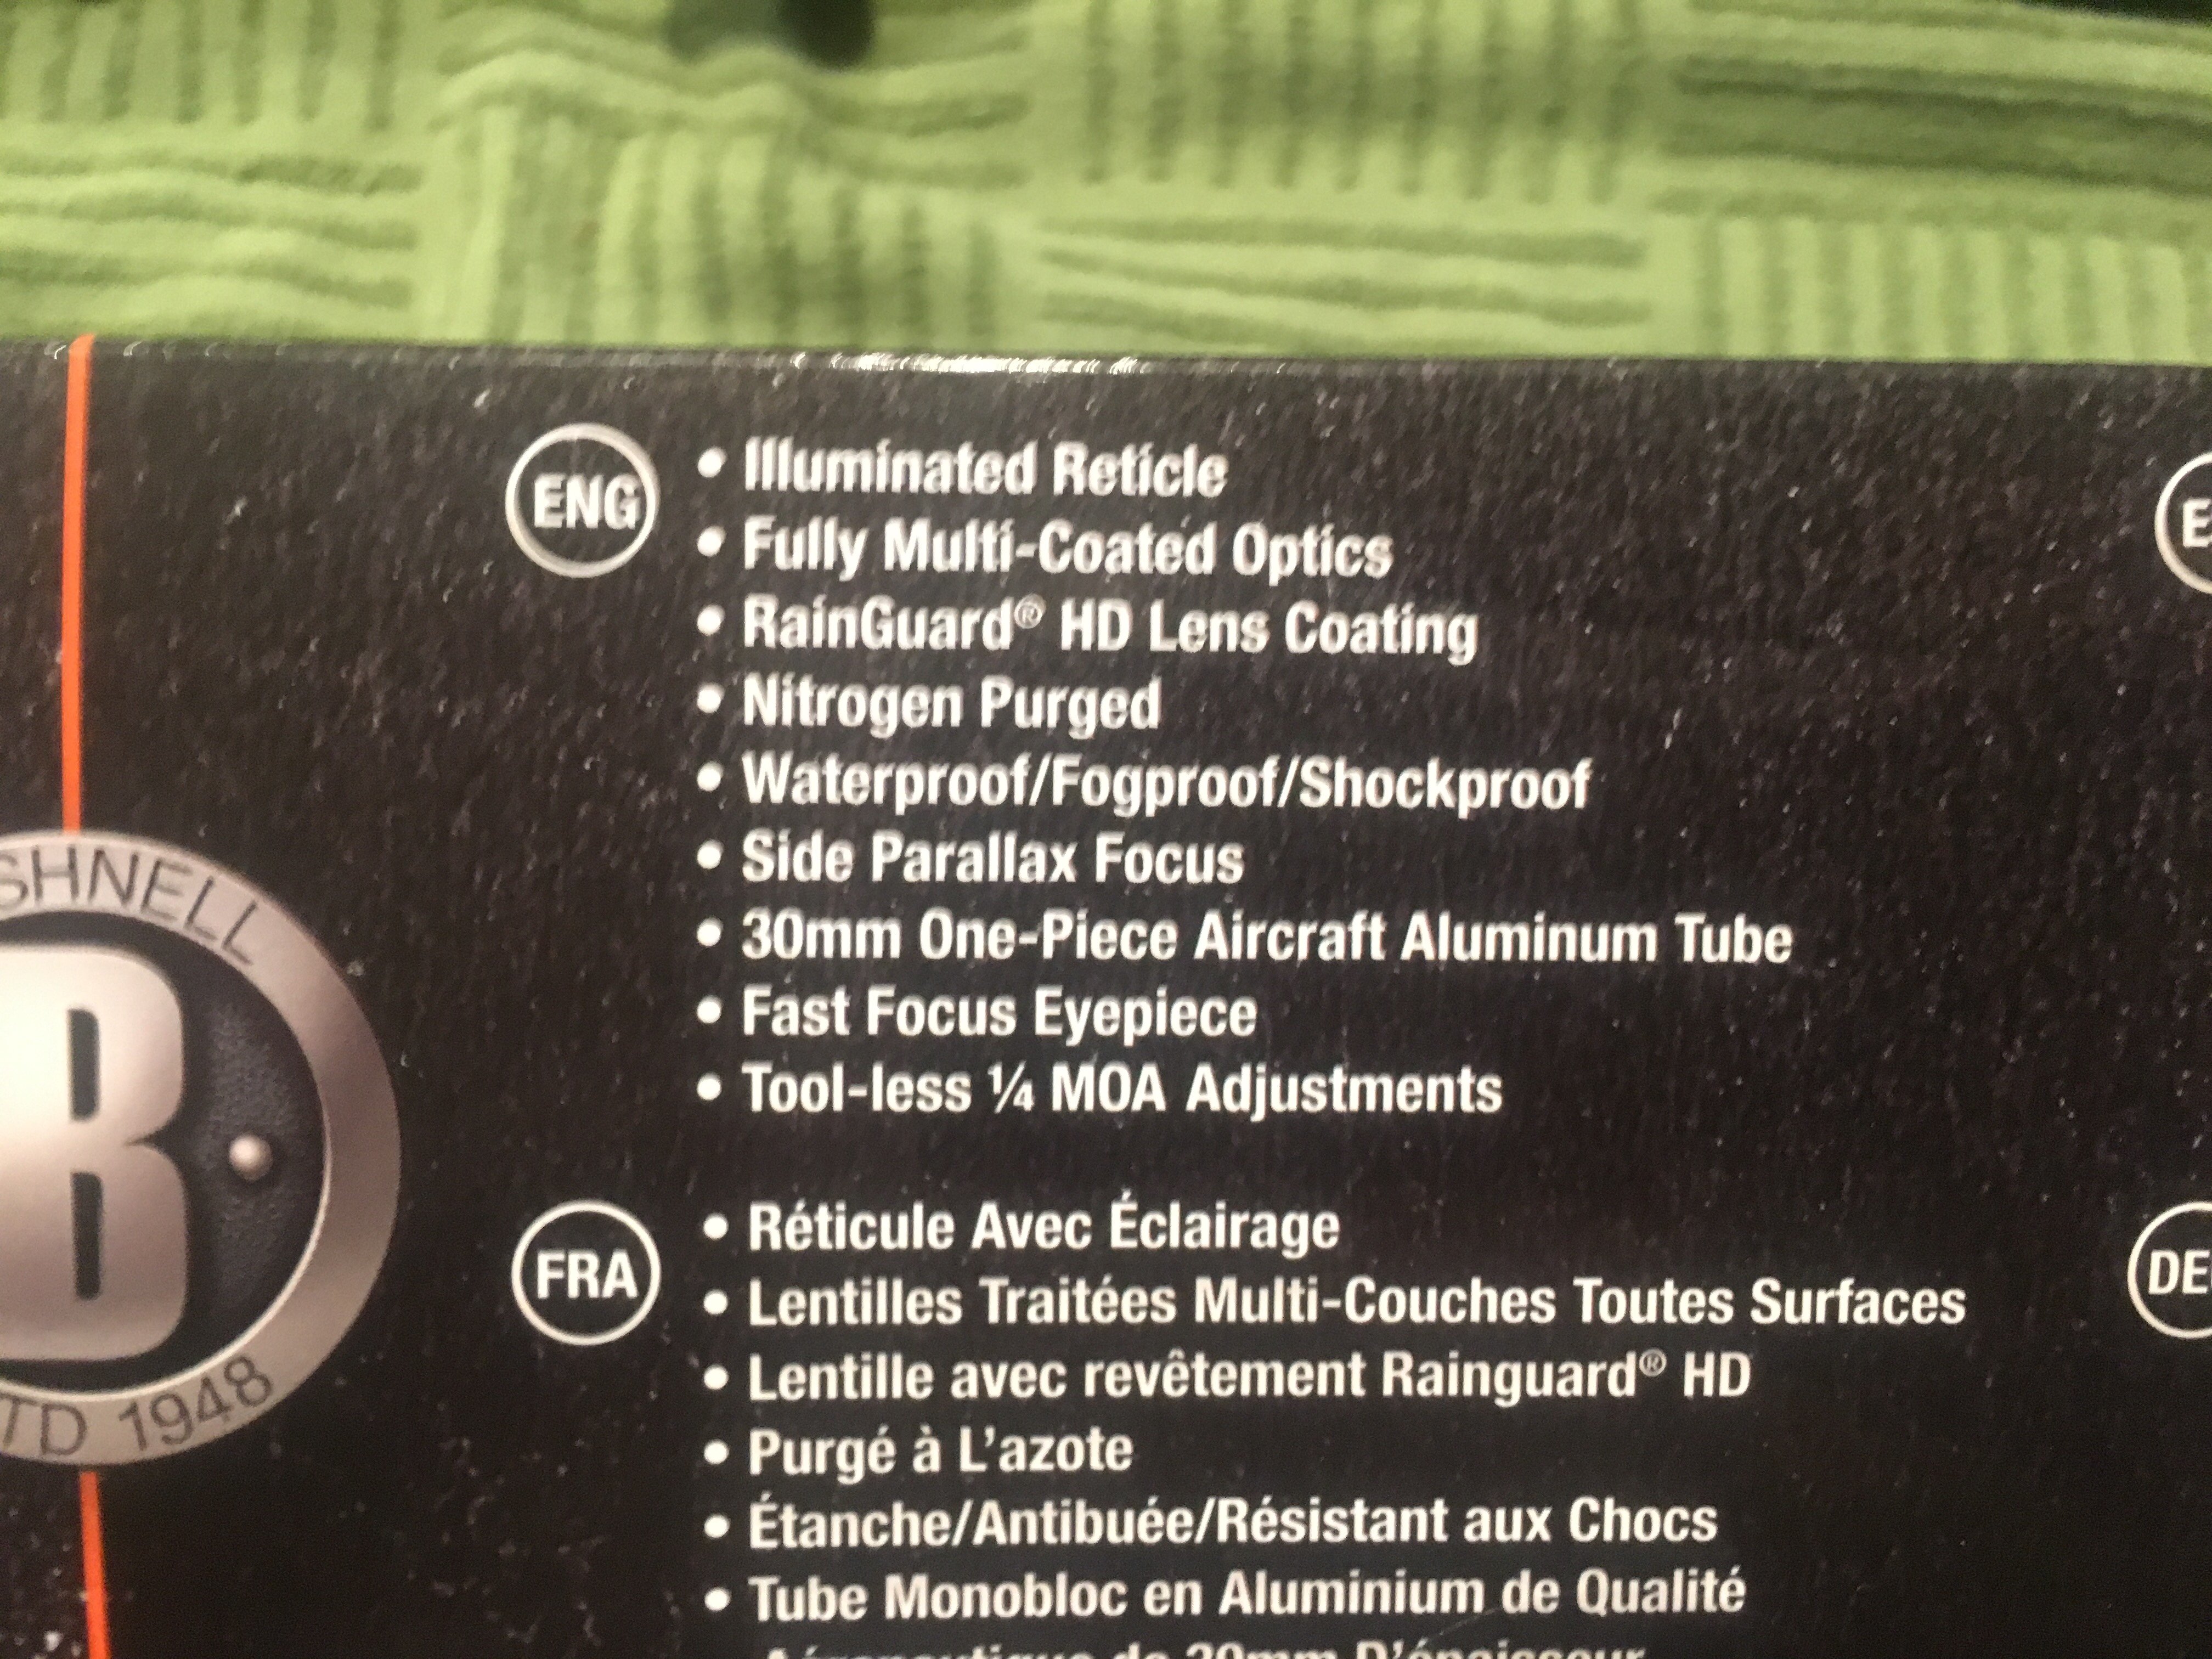 ENG
• Illuminated Reticle
• Fully Multi-Coated Optics
• RainGuard® HD Lens Coating
• Nitrogen Purged
• Waterproof/Fogproof/Shockproof
• Side Parallax Focus
• 30mm One-Piece Aircraft Aluminum Tube
• Fast Focus Eyepiece
• Tool-less ¼ MOA Adjustments
SHNELL
B
TD 1948
FRA
• Réticule Avec Éclairage
• Lentilles Traitées Multi-Couches Toutes Surfaces
• Lentille avec revêtement Rainguard® HD
• Purgé à L'azote
• Étanche/Antibuée/Résistant aux Chocs
• Tube Monobloc en Aluminium de Qualité
DE